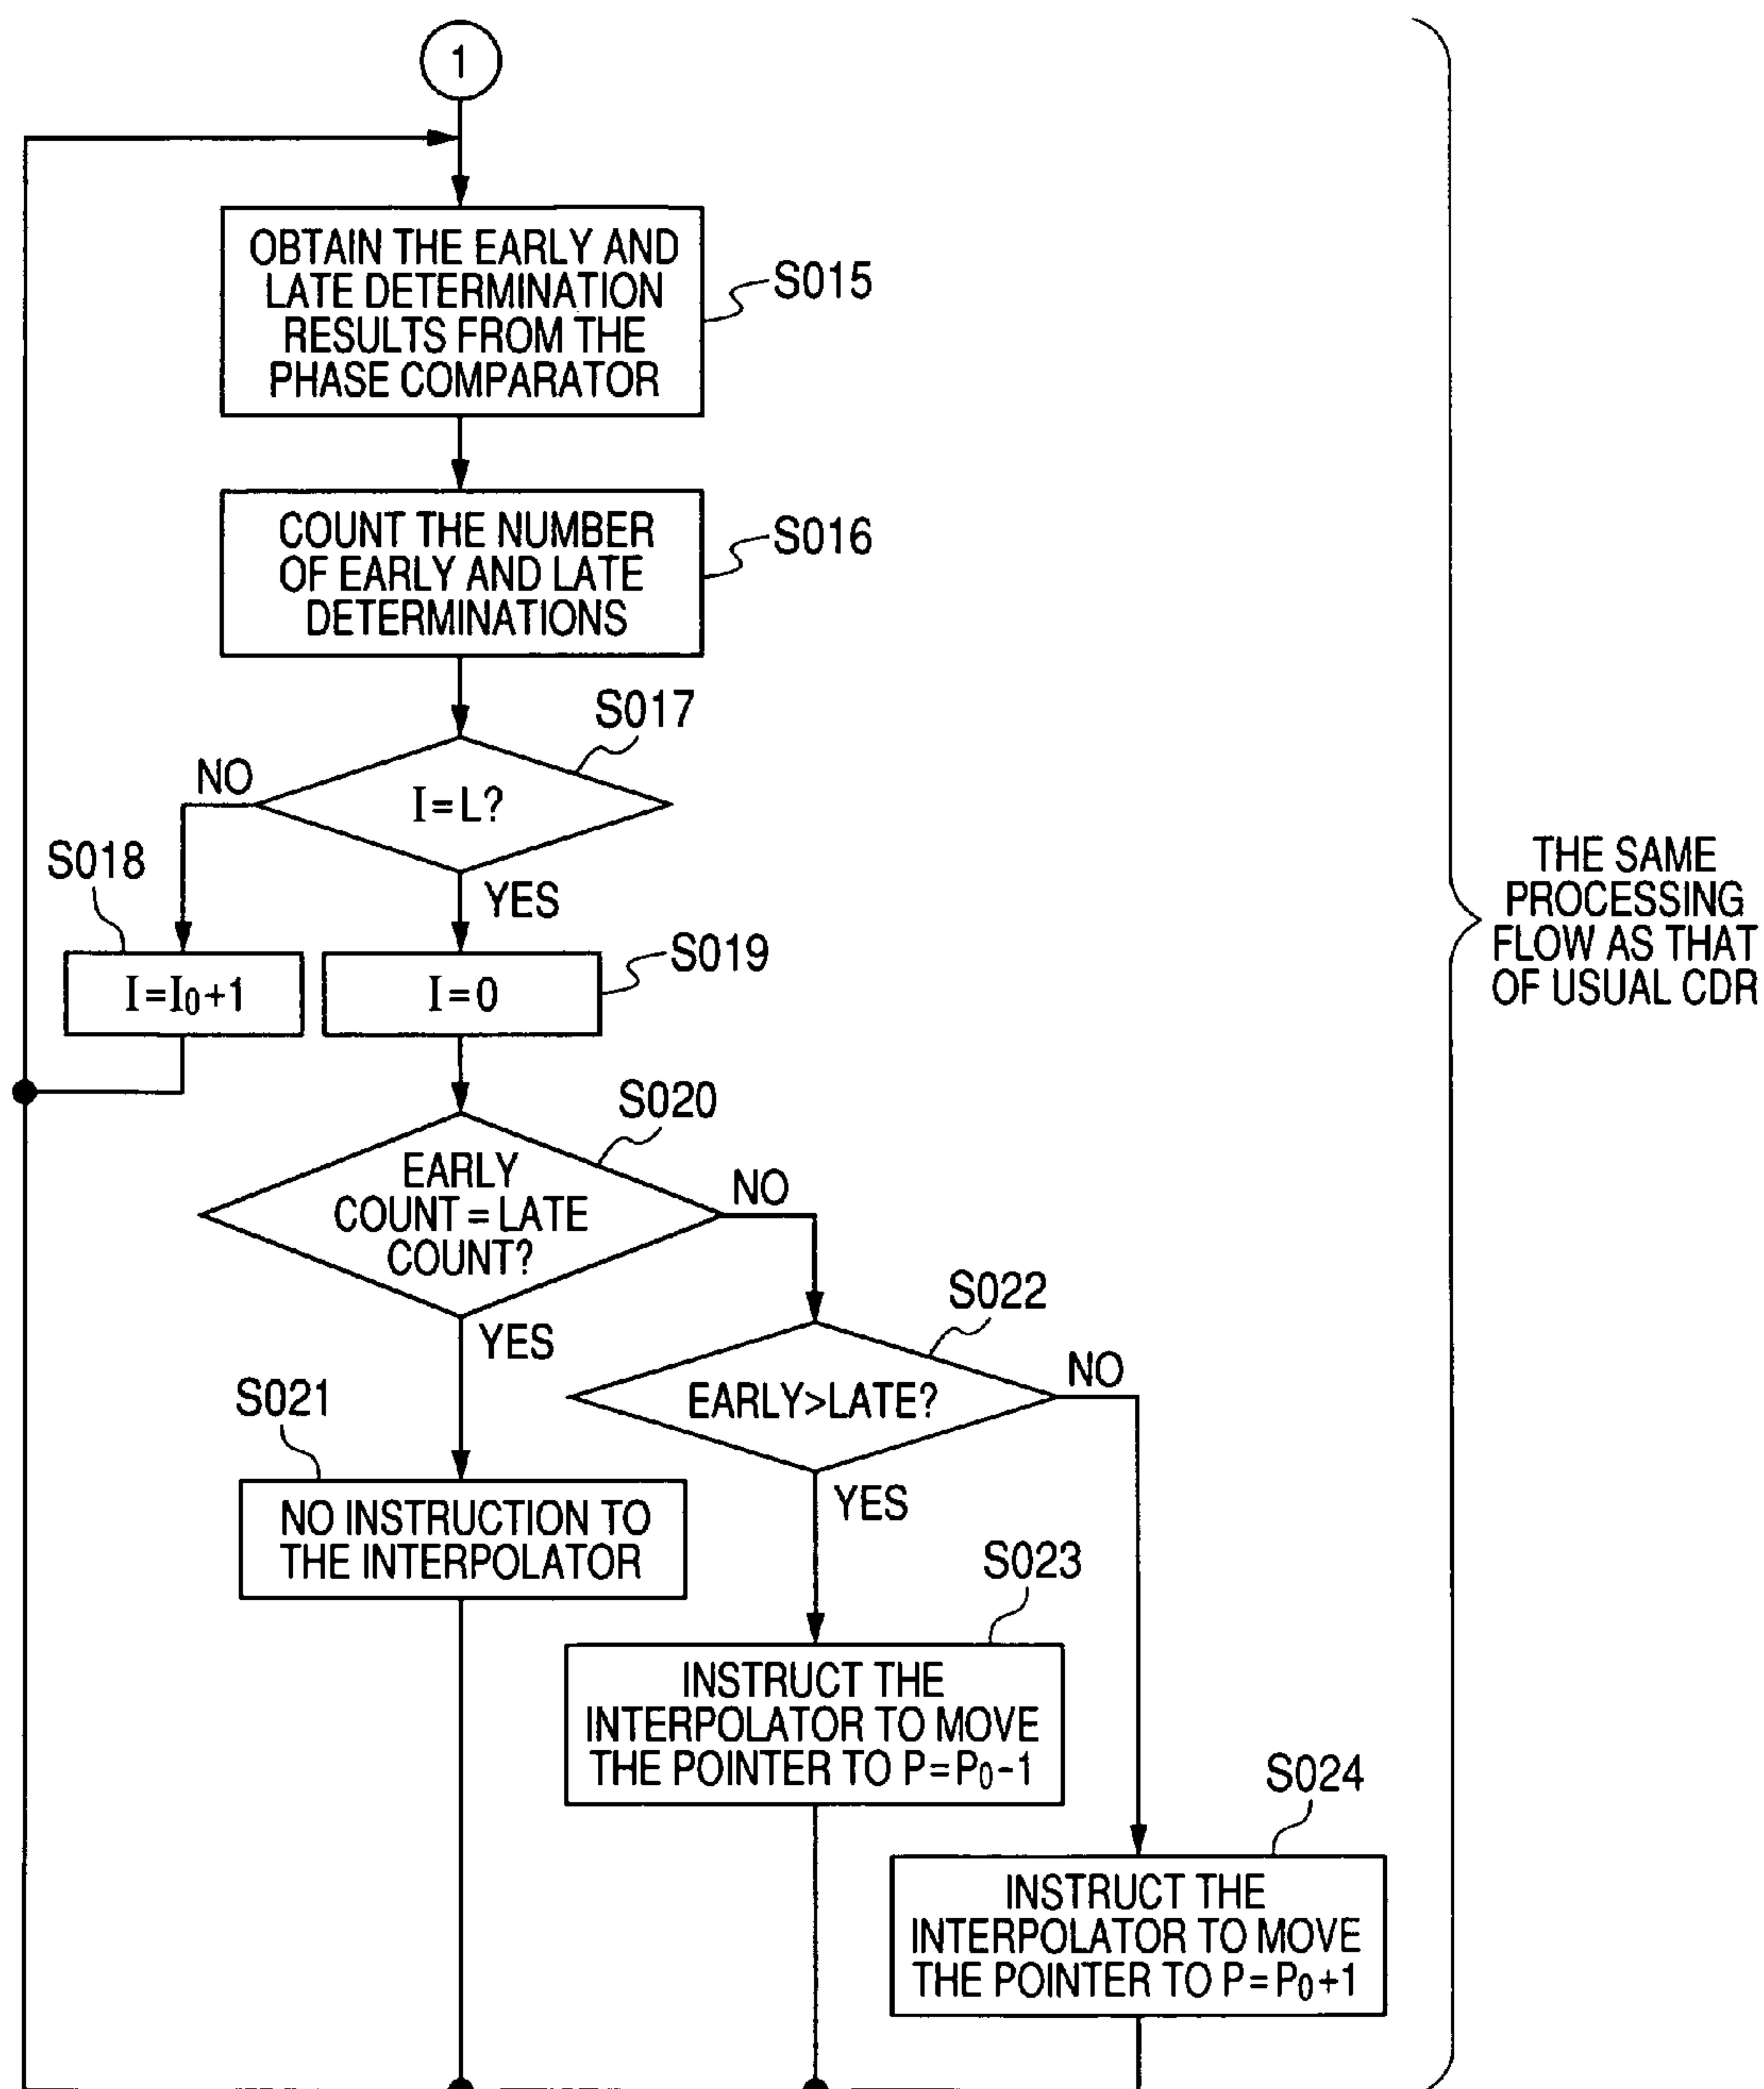 1
OBTAIN THE EARLY AND
LATE DETERMINATION
RESULTS FROM THE
PHASE COMPARATOR
S015
COUNT THE NUMBER
OF EARLY AND LATE
DETERMINATIONS
S016
S017
I=L?
NO
YES
S018
I=I0+1
I=0
S019
THE SAME
PROCESSING
FLOW AS THAT
OF USUAL CDR
S020
EARLY
COUNT=LATE
COUNT?
NO
YES
S022
EARLY>LATE?
NO
YES
S021
NO INSTRUCTION TO
THE INTERPOLATOR
S023
INSTRUCT THE
INTERPOLATOR TO MOVE
THE POINTER TO P=P0-1
S024
INSTRUCT THE
INTERPOLATOR TO MOVE
THE POINTER TO P=P0+1